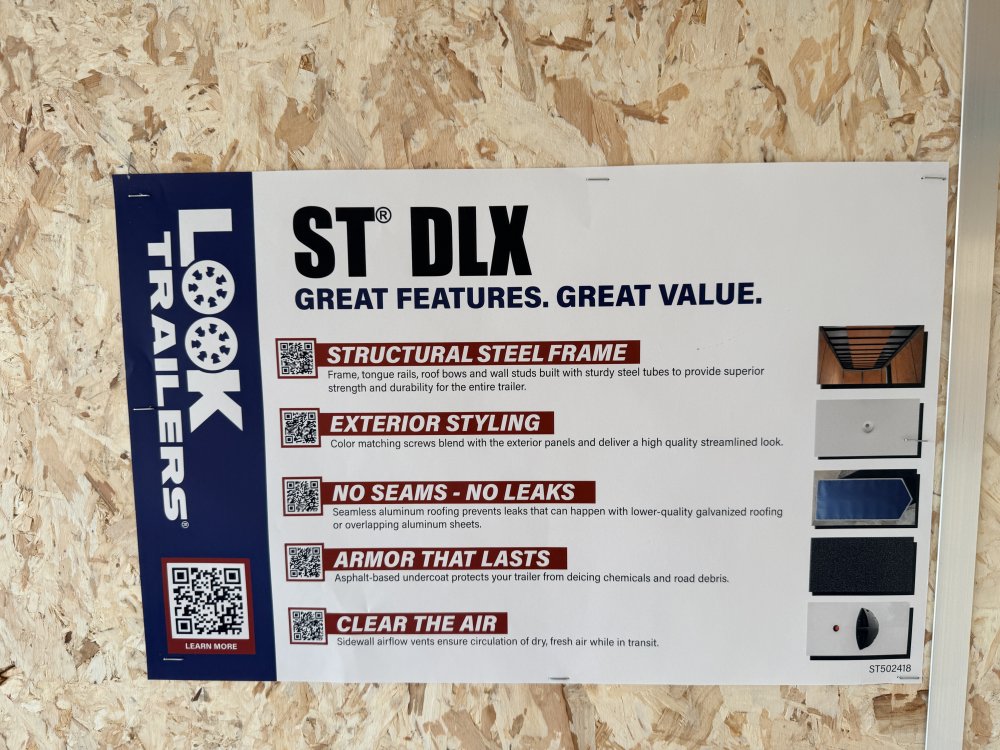 LOOK
TRAILERS®
LEARN MORE
ST® DLX
GREAT FEATURES. GREAT VALUE.
STRUCTURAL STEEL FRAME
Frame, tongue rails, roof bows and wall studs built with sturdy steel tubes to provide superior
strength and durability for the entire trailer.
EXTERIOR STYLING
Color matching screws blend with the exterior panels and deliver a high quality streamlined look.
NO SEAMS - NO LEAKS
Seamless aluminum roofing prevents leaks that can happen with lower-quality galvanized roofing
or overlapping aluminum sheets.
ARMOR THAT LASTS
Asphalt-based undercoat protects your trailer from deicing chemicals and road debris.
CLEAR THE AIR
Sidewall airflow vents ensure circulation of dry, fresh air while in transit.
ST502418